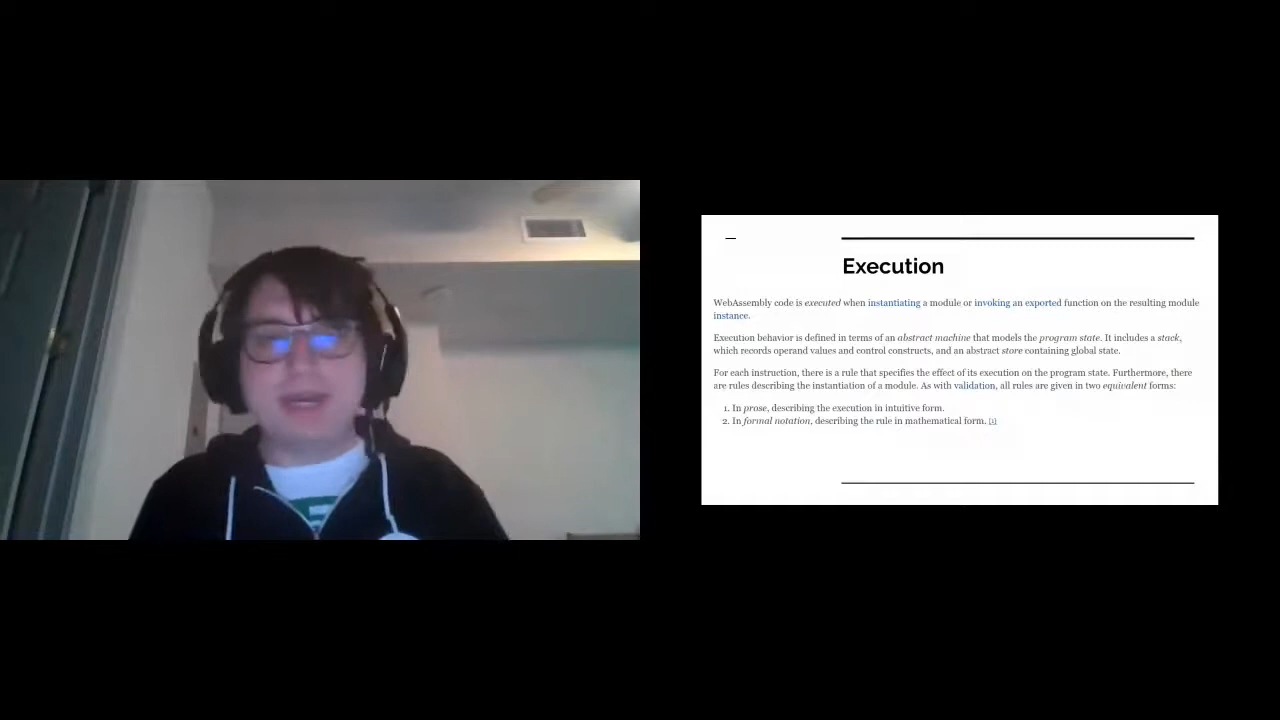 Execution
WebAssembly code is executed when instantiating a module or invoking an exported function on the resulting module
instance.
Execution behavior is defined in terms of an abstract machine that models the program state. It includes a stack,
which records operand values and control constructs, and an abstract store containing global state.
For each instruction, there is a rule that specifies the effect of its execution on the program state. Furthermore, there
are rules describing the instantiation of a module. As with validation, all rules are given in two equivalent forms:
1. In prose, describing the execution in intuitive form.
2. In formal notation, describing the rule in mathematical form. [1]